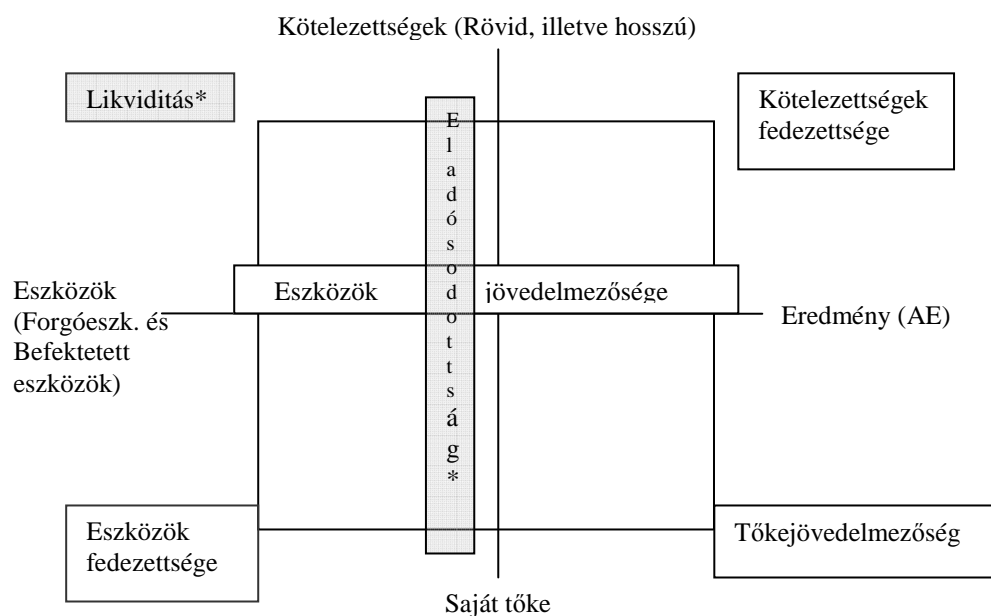 Kötelezettségek (Rövid, illetve hosszú)
Likviditás*
Kötelezettségek
fedezettsége
Eladósodottság*
Eszközök jövedelmezősége
Eszközök
(Forgóeszk. és
Befektetett
eszközök)
Eredmény (AE)
Eszközök
fedezettsége
Tőkejövedelmezőség
Saját tőke